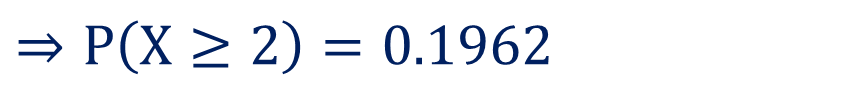 ⇒ P(X ≥ 2) = 0.1962